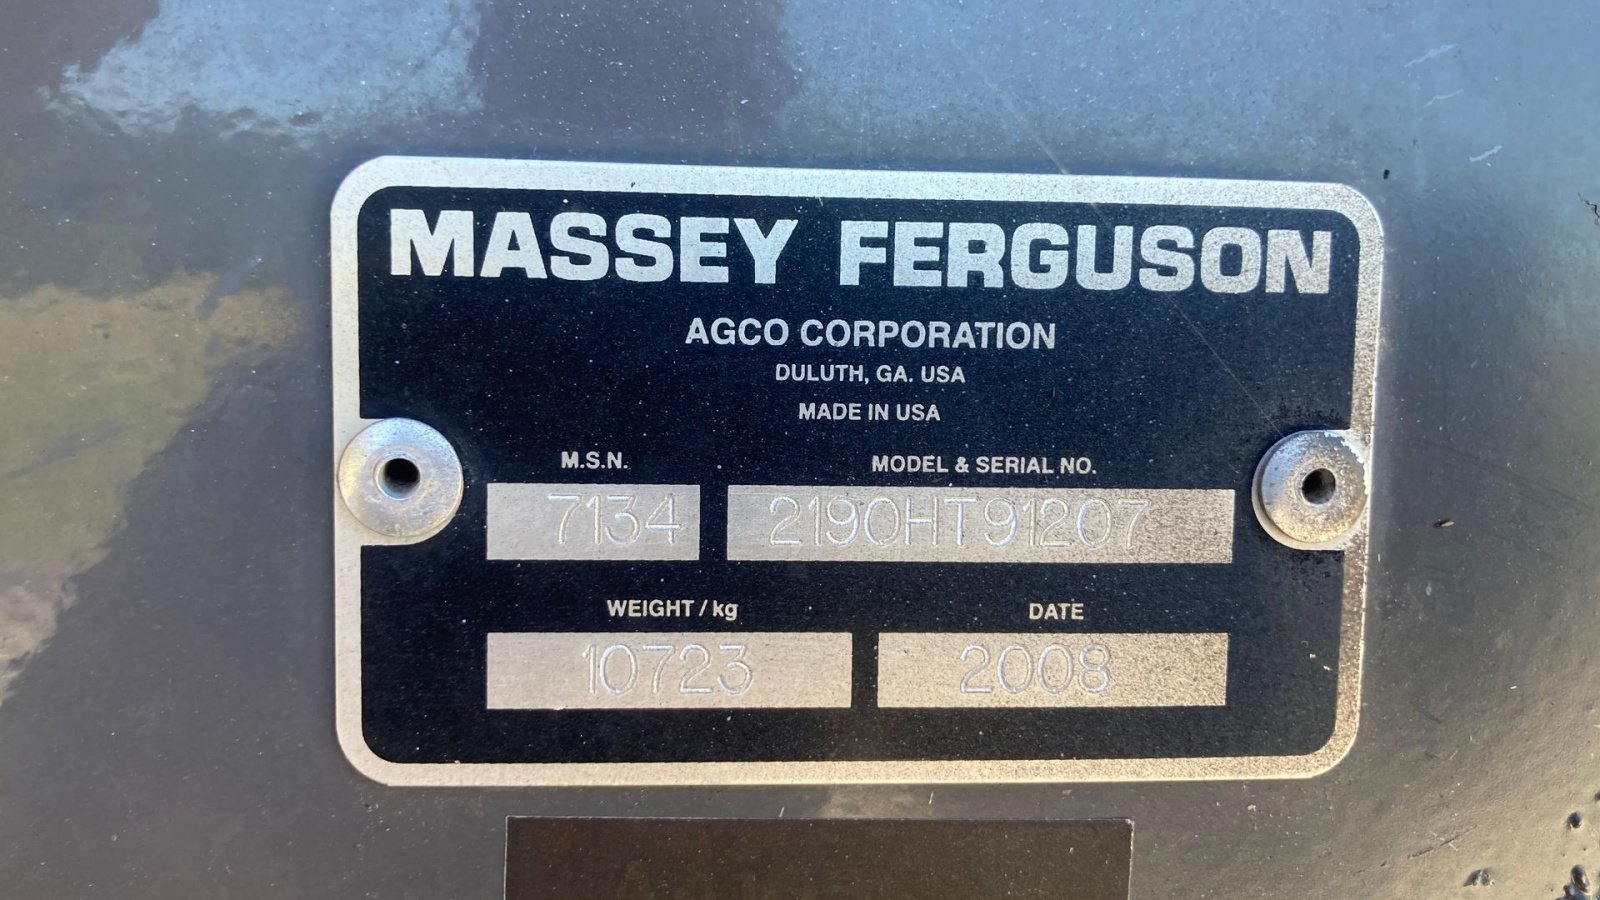 MASSEY FERGUSON
AGCO CORPORATION
DULUTH, GA. USA
MADE IN USA
M.S.N. MODEL & SERIAL NO.
7134 2190HT91207
WEIGHT / kg DATE
10723 2008